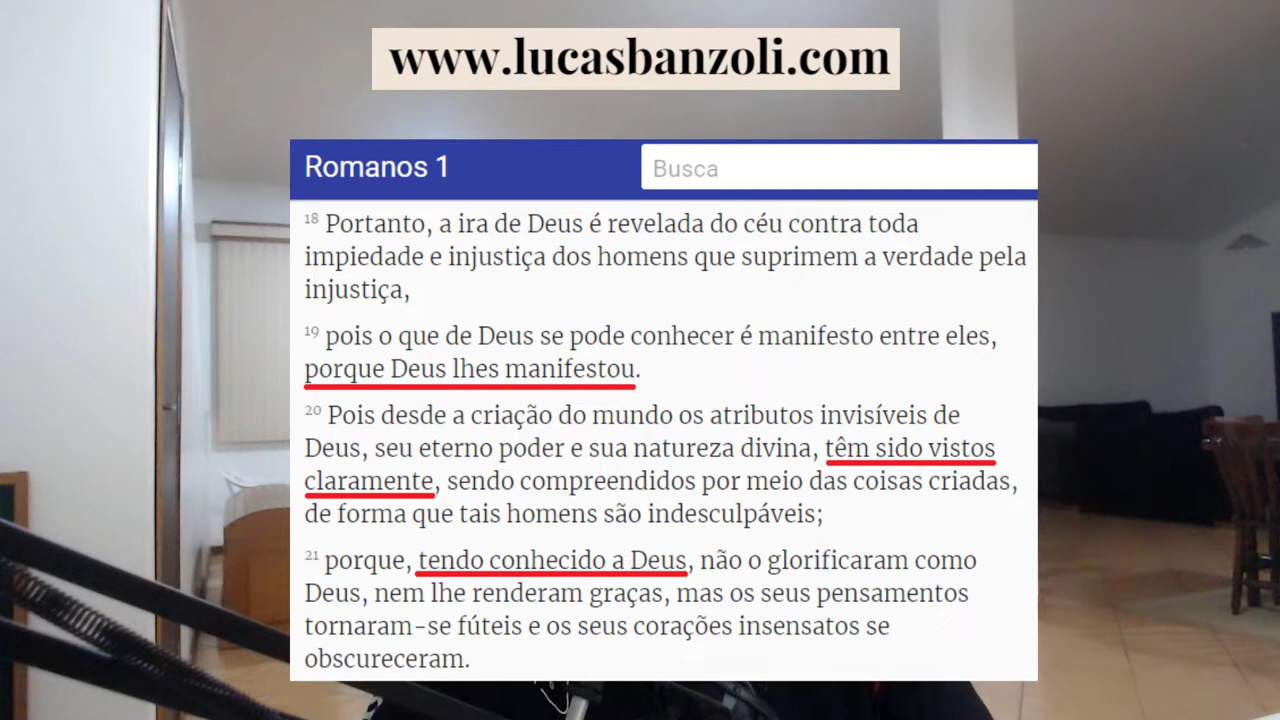 www.lucasbanzoli.com
Romanos 1
Busca
18 Portanto, a ira de Deus é revelada do céu contra toda
impiedade e injustiça dos homens que suprimem a verdade pela
injustiça,
19 pois o que de Deus se pode conhecer é manifesto entre eles,
porque Deus lhes manifestou.
20 Pois desde a criação do mundo os atributos invisíveis de
Deus, seu eterno poder e sua natureza divina, têm sido vistos
claramente, sendo compreendidos por meio das coisas criadas,
de forma que tais homens são indesculpáveis;
21 porque, tendo conhecido a Deus, não o glorificaram como
Deus, nem lhe renderam graças, mas os seus pensamentos
tornaram-se fúteis e os seus corações insensatos se
obscureceram.